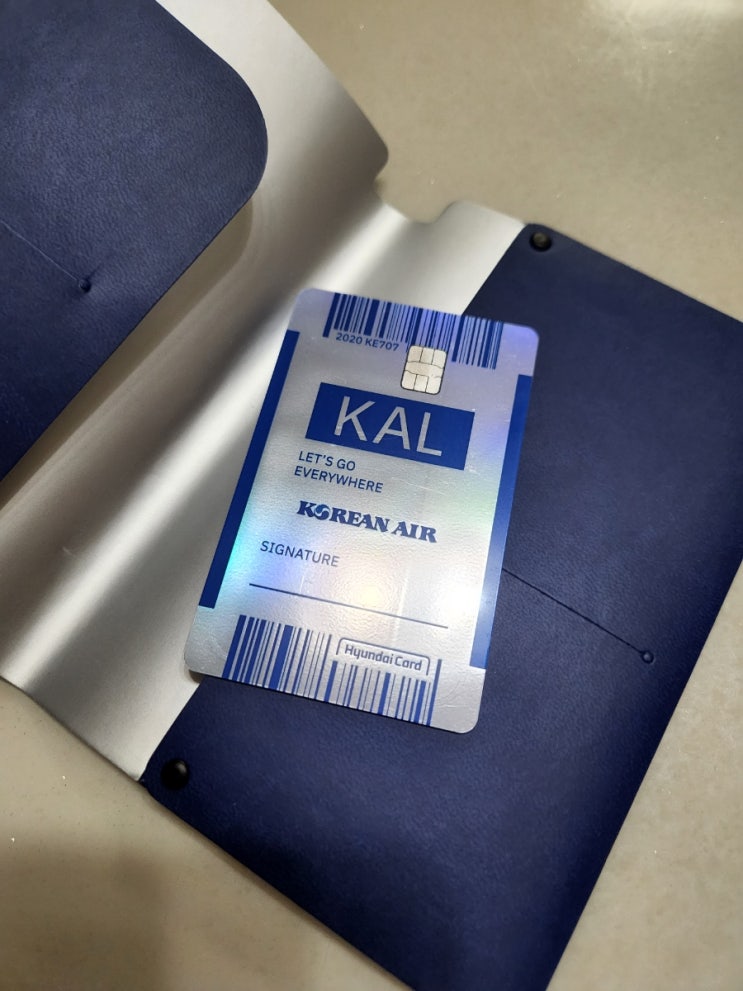 2020 KE707
KAL
LET'S GO
EVERYWHERE
KOREAN AIR
SIGNATURE
Hyundai Card